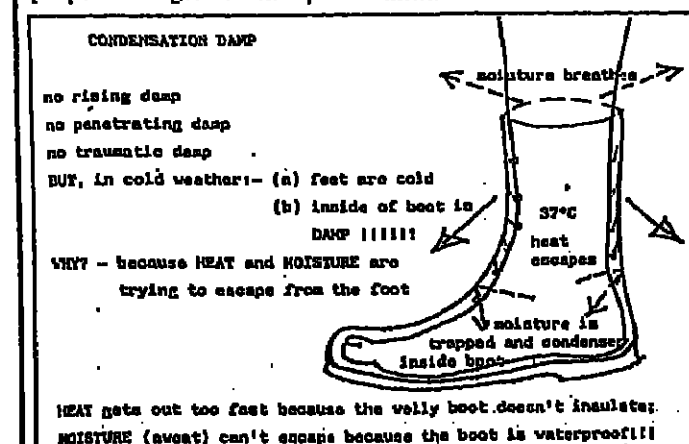 CONDENSATION DAMP
moisture breathes
no rising damp
no penetrating damp
no traumatic damp
BUT, in cold weather:- (a) feet are cold
(b) inside of boot is
DAMP !!!!!!
37°C
heat
escapes
WHY? - because HEAT and MOISTURE are
trying to escape from the foot
moisture is
trapped and condenses
inside boot
HEAT gets out too fast because the welly boot doesn't insulate;
MOISTURE (sweat) can't escape because the boot is waterproof!!!